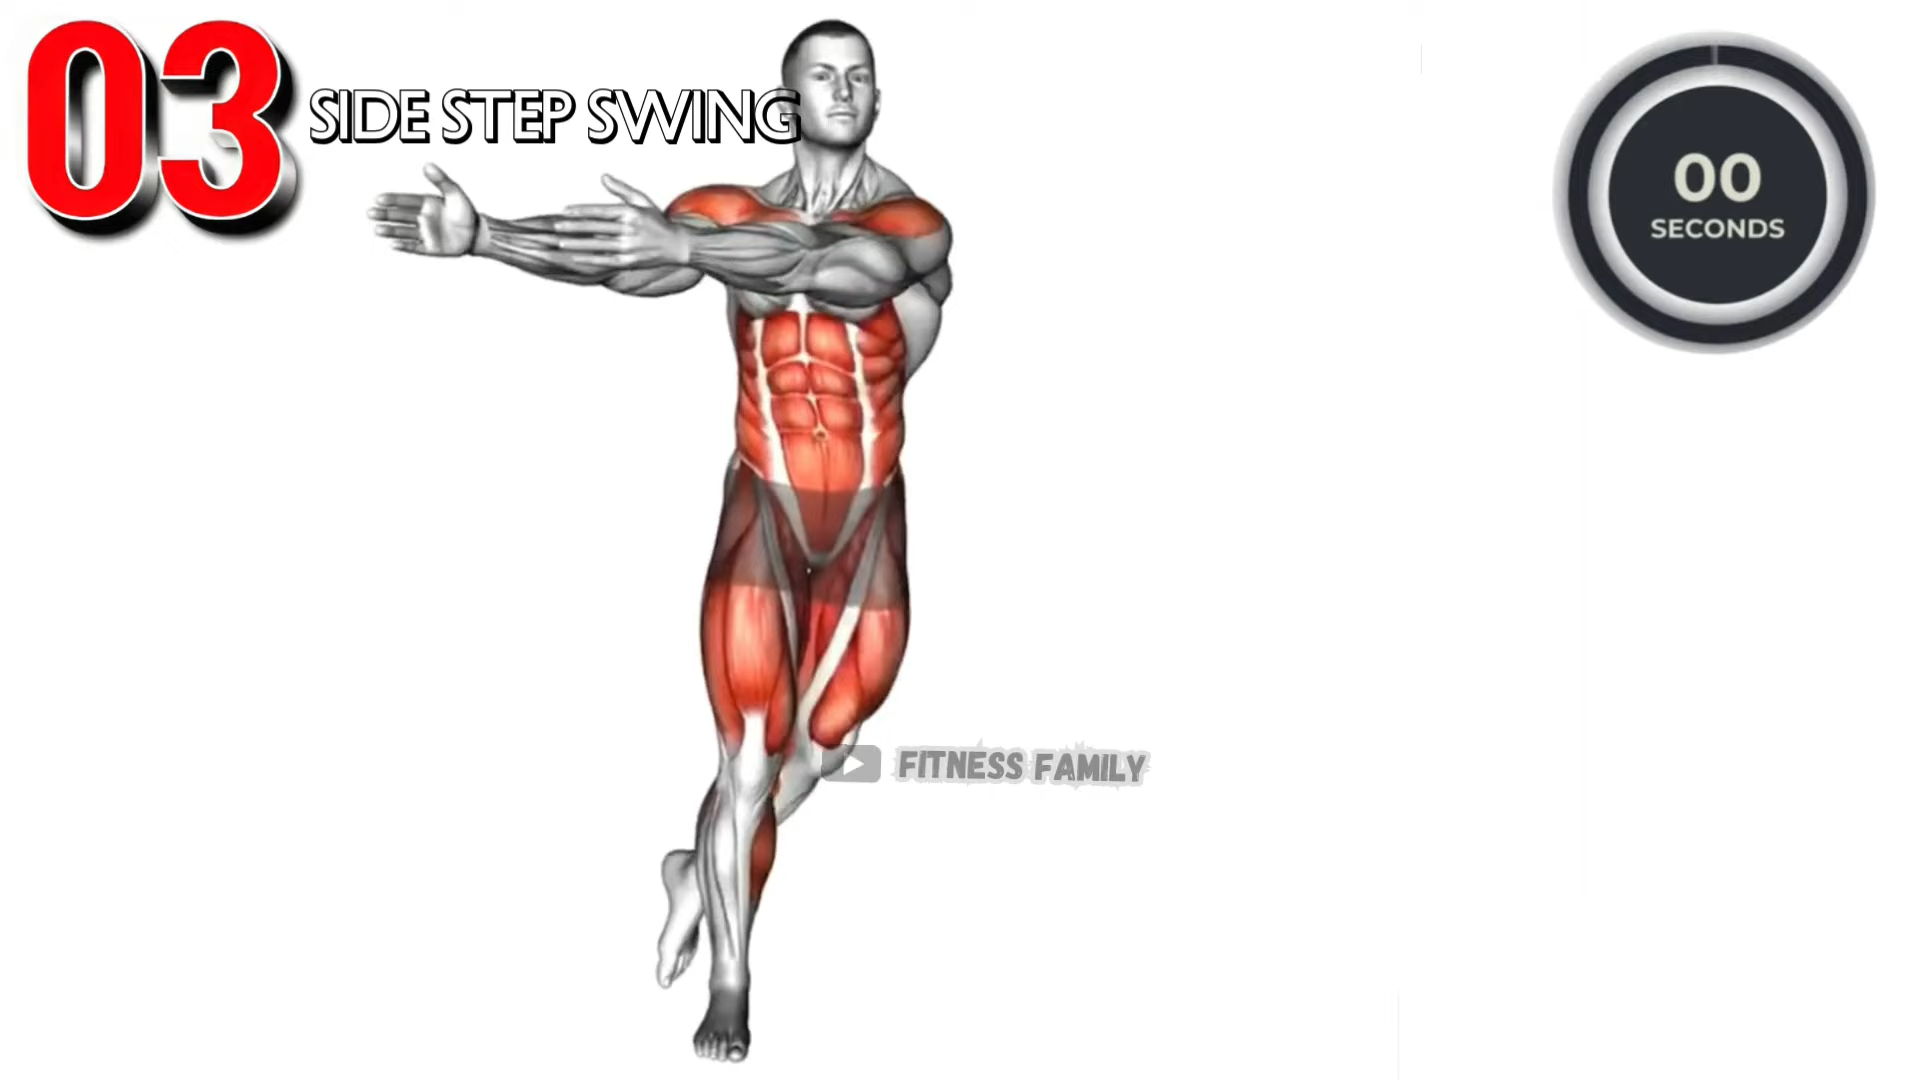 03
SIDE STEP SWING
00
SECONDS
FITNESS FAMILY